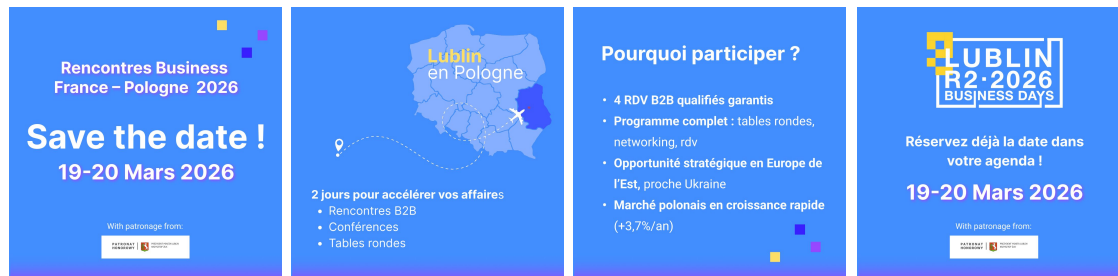 Rencontres Business
France – Pologne 2026
Save the date !
19-20 Mars 2026
With patronage from:
PATRONAT
HONOROWY
Lublin
en Pologne
2 jours pour accélérer vos affaires
• Rencontres B2B
• Conférences
• Tables rondes
Pourquoi participer ?
• 4 RDV B2B qualifiés garantis
• Programme complet : tables rondes,
networking, rdv
• Opportunité stratégique en Europe de
l'Est, proche Ukraine
• Marché polonais en croissance rapide
(+3,7%/an)
LUBLIN
R2·2026
BUSINESS DAYS
Réservez déjà la date dans
votre agenda !
19-20 Mars 2026
With patronage from:
PATRONAT
HONOROWY